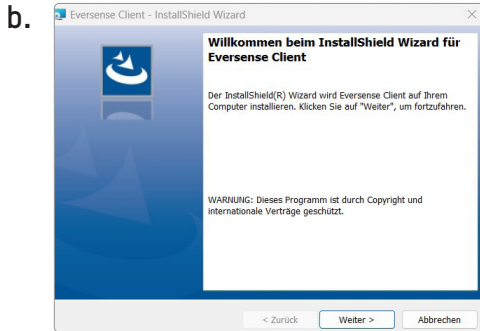 b.
Eversense Client - InstallShield Wizard
Willkommen beim InstallShield Wizard für
Eversense Client
Der InstallShield(R) Wizard wird Eversense Client auf Ihrem
Computer installieren. Klicken Sie auf "Weiter", um fortzufahren.
WARNUNG: Dieses Programm ist durch Copyright und
internationale Verträge geschützt.
< Zurück Weiter > Abbrechen